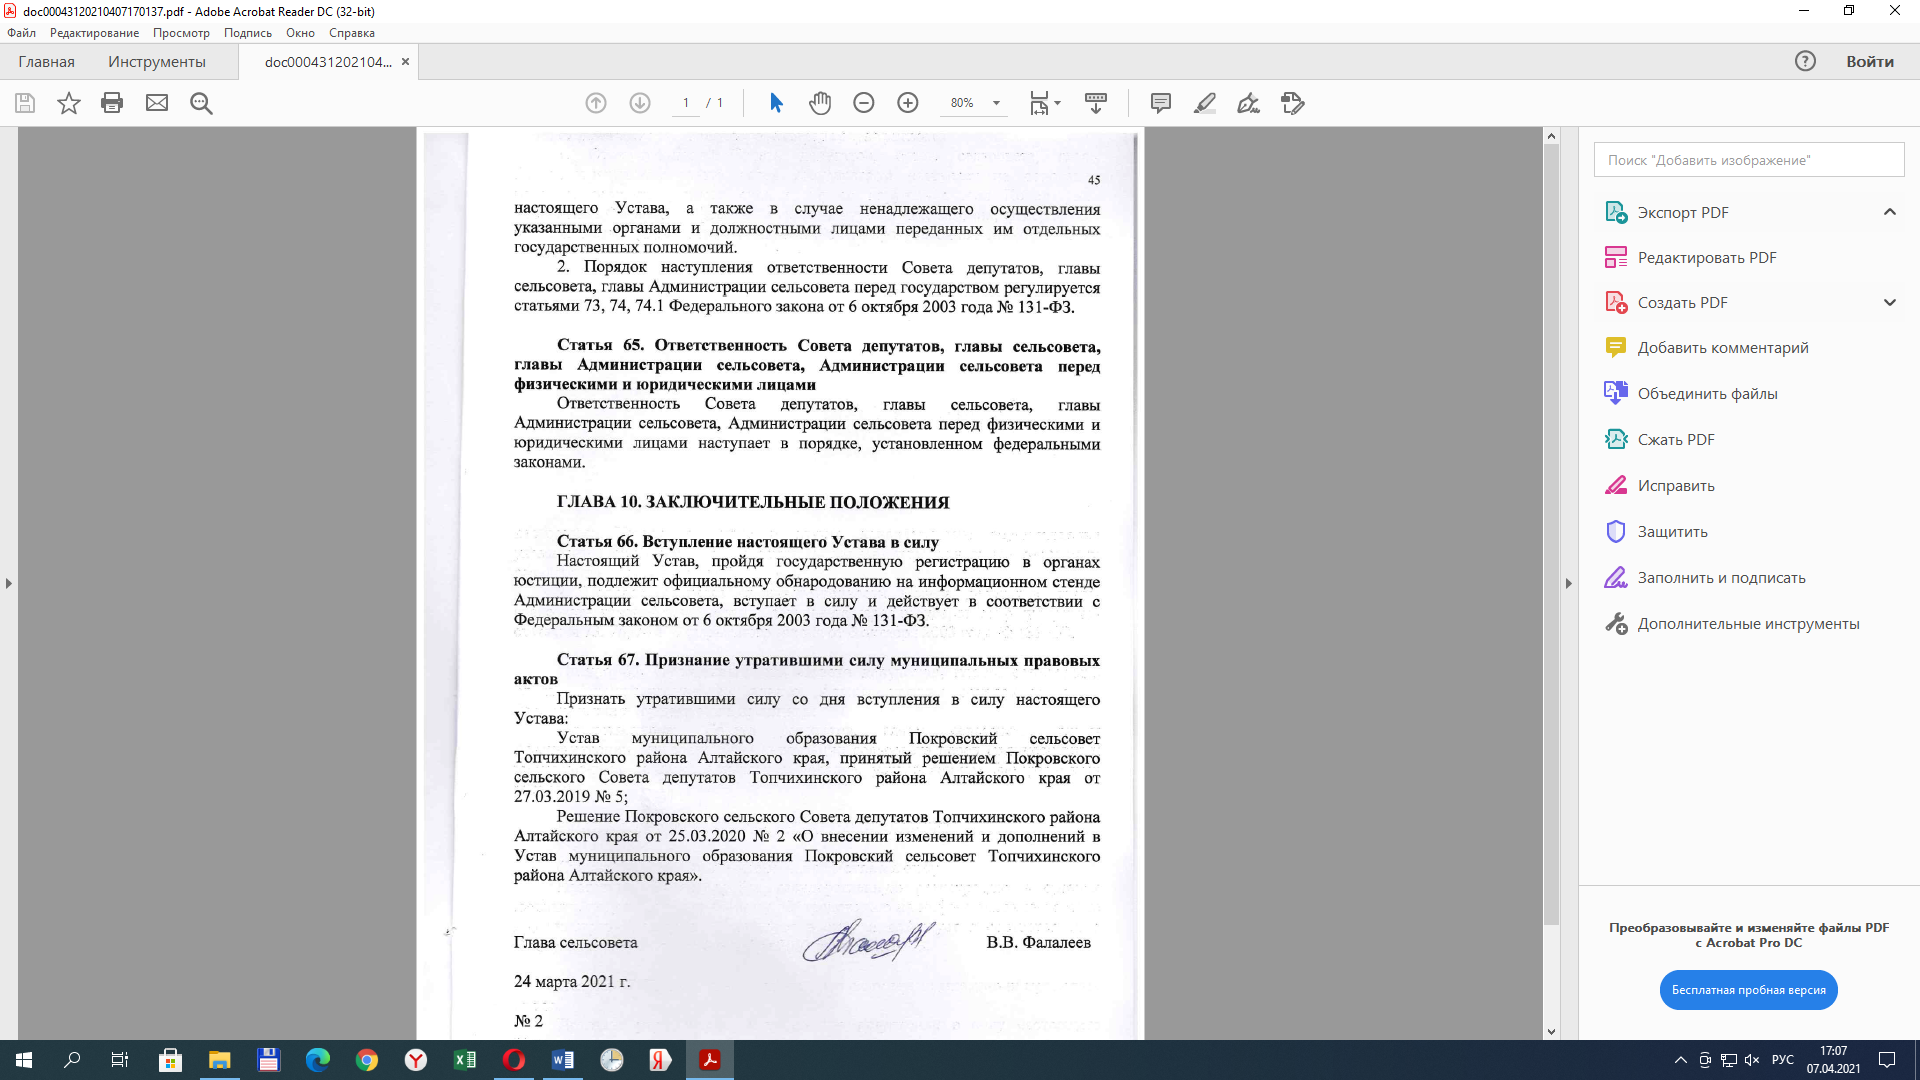 doc00043120210407170137.pdf - Adobe Acrobat Reader DC (32-bit)
Файл Редактирование Просмотр Подпись Окно Справка
Главная Инструменты doc000431202104... × Войти
1 / 1 80%
45
настоящего Устава, а также в случае ненадлежащего осуществления
указанными органами и должностными лицами переданных им отдельных
государственных полномочий.
2. Порядок наступления ответственности Совета депутатов, главы
сельсовета, главы Администрации сельсовета перед государством регулируется
статьями 73, 74, 74.1 Федерального закона от 6 октября 2003 года № 131-ФЗ.
Статья 65. Ответственность Совета депутатов, главы сельсовета,
главы Администрации сельсовета, Администрации сельсовета перед
физическими и юридическими лицами
Ответственность Совета депутатов, главы сельсовета, главы
Администрации сельсовета, Администрации сельсовета перед физическими и
юридическими лицами наступает в порядке, установленном федеральными
законами.
ГЛАВА 10. ЗАКЛЮЧИТЕЛЬНЫЕ ПОЛОЖЕНИЯ
Статья 66. Вступление настоящего Устава в силу
Настоящий Устав, пройдя государственную регистрацию в органах
юстиции, подлежит официальному обнародованию на информационном стенде
Администрации сельсовета, вступает в силу и действует в соответствии с
Федеральным законом от 6 октября 2003 года № 131-ФЗ.
Статья 67. Признание утратившими силу муниципальных правовых
актов
Признать утратившими силу со дня вступления в силу настоящего
Устава:
Устав муниципального образования Покровский сельсовет
Топчихинского района Алтайского края, принятый решением Покровского
сельского Совета депутатов Топчихинского района Алтайского края от
27.03.2019 № 5;
Решение Покровского сельского Совета депутатов Топчихинского района
Алтайского края от 25.03.2020 № 2 «О внесении изменений и дополнений в
Устав муниципального образования Покровский сельсовет Топчихинского
района Алтайского края».
Глава сельсовета В.В. Фалалеев
24 марта 2021 г.
№ 2
Поиск "Добавить изображение"
Экспорт PDF
Редактировать PDF
Создать PDF
Добавить комментарий
Объединить файлы
Сжать PDF
Исправить
Защитить
Заполнить и подписать
Дополнительные инструменты
Преобразовывайте и изменяйте файлы PDF
с Acrobat Pro DC
Бесплатная пробная версия
РУС
17:07
07.04.2021